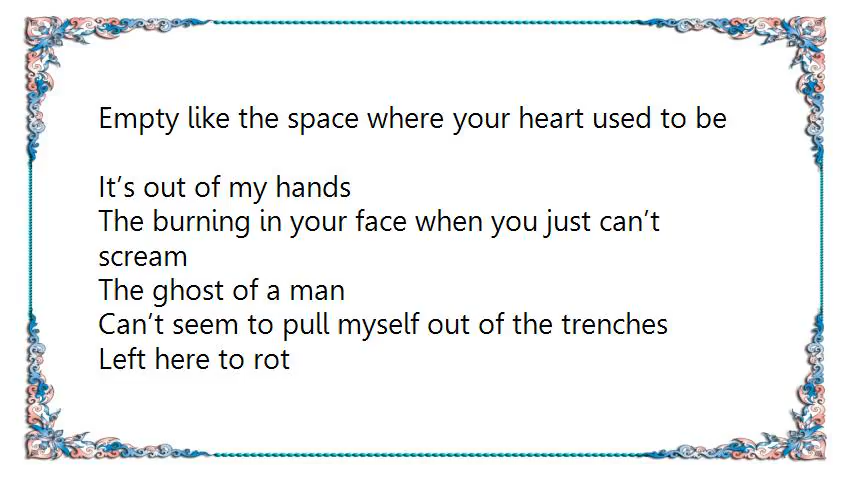 Empty like the space where your heart used to be
It’s out of my hands
The burning in your face when you just can’t
scream
The ghost of a man
Can’t seem to pull myself out of the trenches
Left here to rot